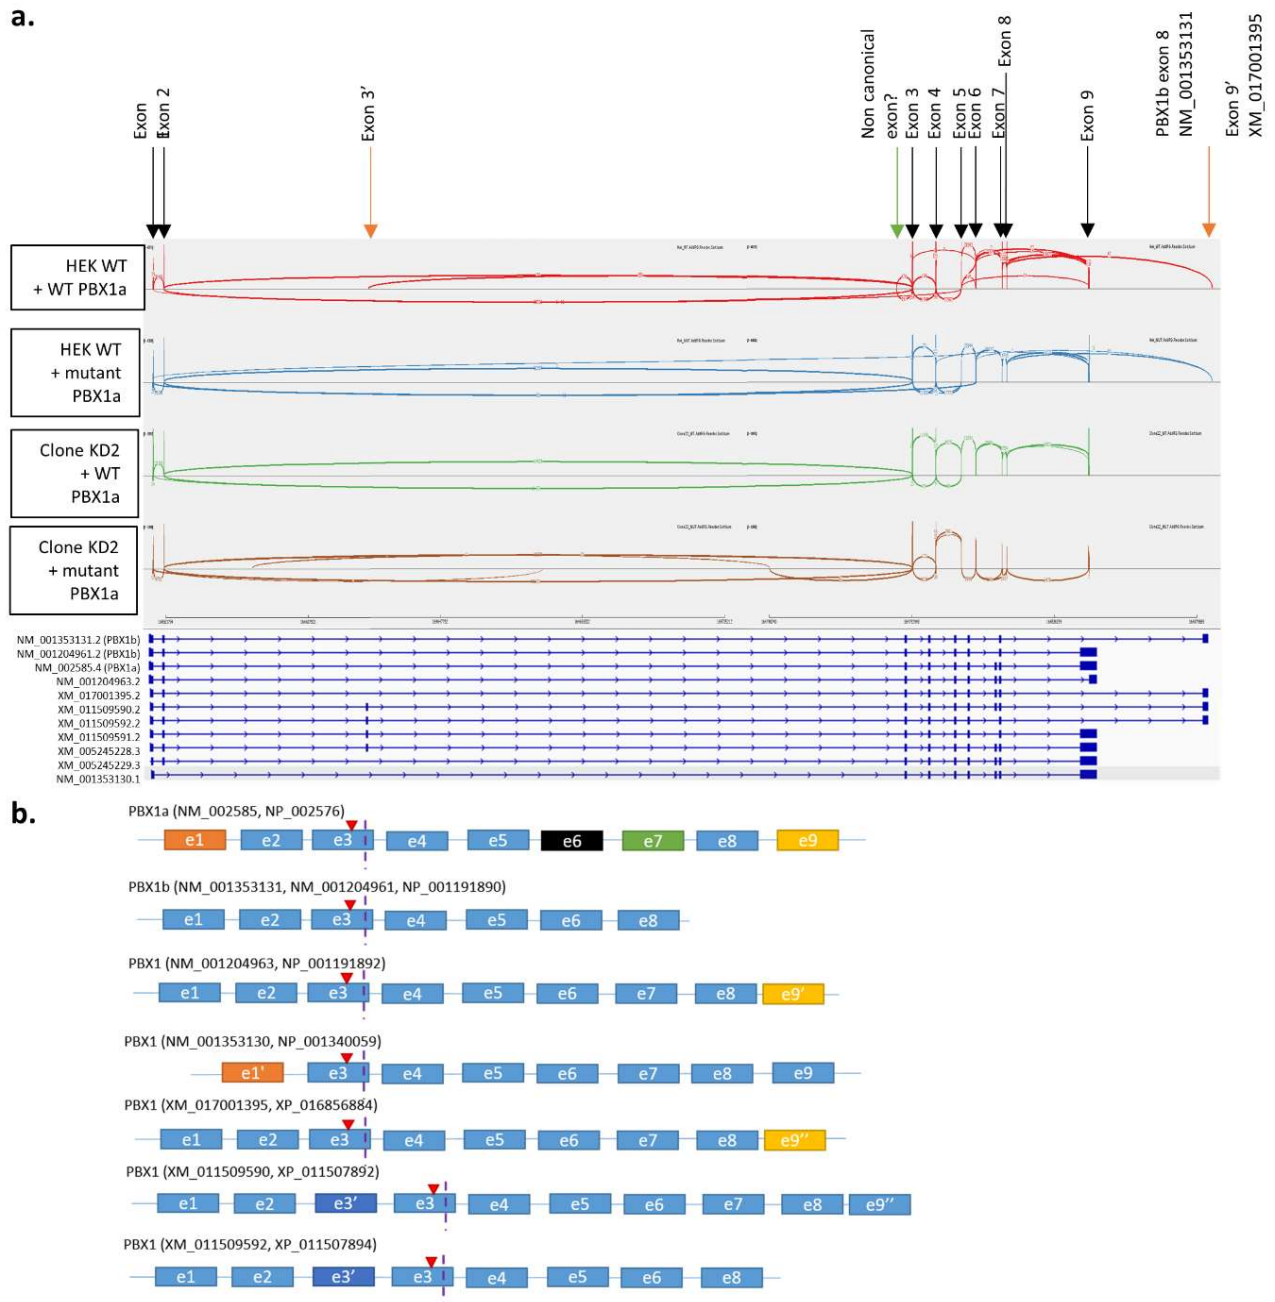 a.
Exon
1
Exon 2
Exon 3'
Non canonical
exon?
Exon 3
Exon 4
Exon 5
Exon 6
Exon 7
Exon 8
Exon 9
PBX1b exon 8
NM_001353131
Exon 9'
XM_017001395
HEK WT
+ WT PBX1a
HEK WT
+ mutant
PBX1a
Clone KD2
+ WT
PBX1a
Clone KD2
+ mutant
PBX1a
NM_001353131.2 (PBX1b)
NM_001204961.2 (PBX1b)
NM_002585.4 (PBX1a)
NM_001204963.2
XM_017001395.2
XM_011509590.2
XM_011509592.2
XM_011509591.2
XM_005245228.3
XM_005245229.3
NM_001353130.1
b.
PBX1a (NM_002585, NP_002576)
e1 e2 e3 e4 e5 e6 e7 e8 e9
PBX1b (NM_001353131, NM_001204961, NP_001191890)
e1 e2 e3 e4 e5 e6 e8
PBX1 (NM_001204963, NP_001191892)
e1 e2 e3 e4 e5 e6 e7 e8 e9'
PBX1 (NM_001353130, NP_001340059)
e1' e3 e4 e5 e6 e7 e8 e9
PBX1 (XM_017001395, XP_016856884)
e1 e2 e3 e4 e5 e6 e7 e8 e9''
PBX1 (XM_011509590, XP_011507892)
e1 e2 e3' e3 e4 e5 e6 e7 e8 e9''
PBX1 (XM_011509592, XP_011507894)
e1 e2 e3' e3 e4 e5 e6 e8